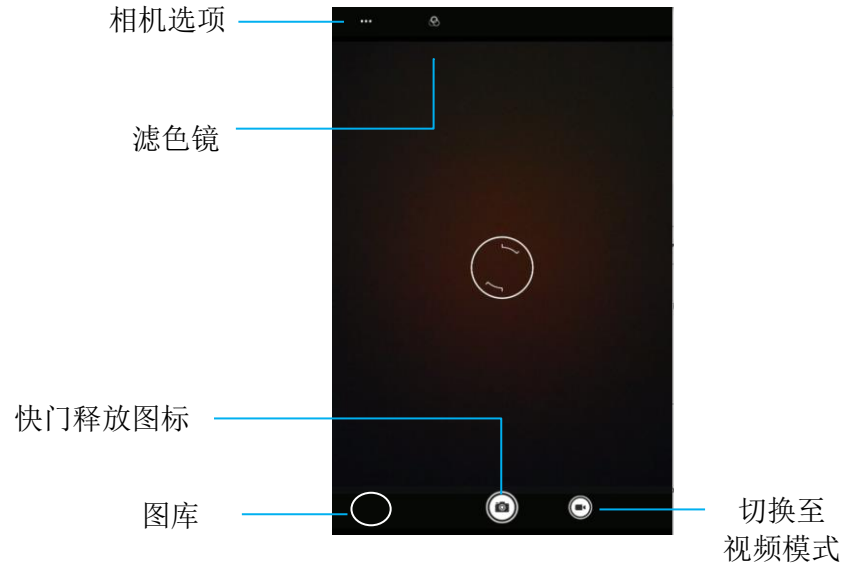 相机选项
滤色镜
快门释放图标
图库
切换至
视频模式